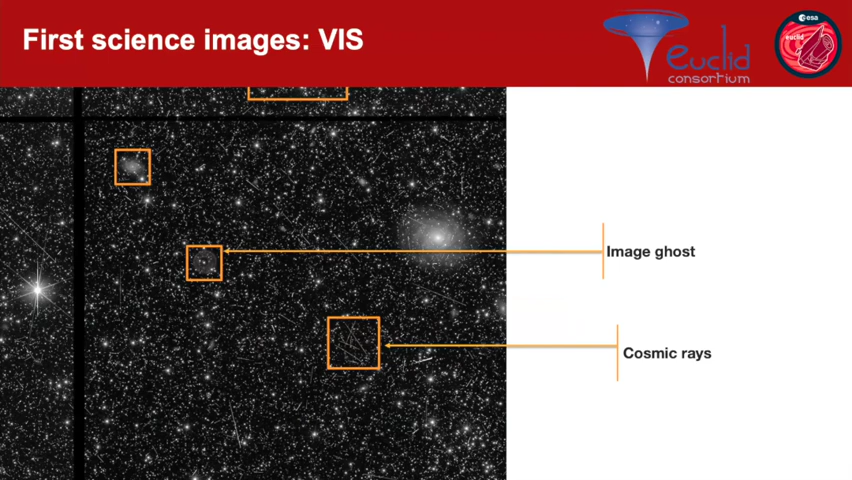 First science images: VIS
euclid
consortium
esa
euclid
Image ghost
Cosmic rays